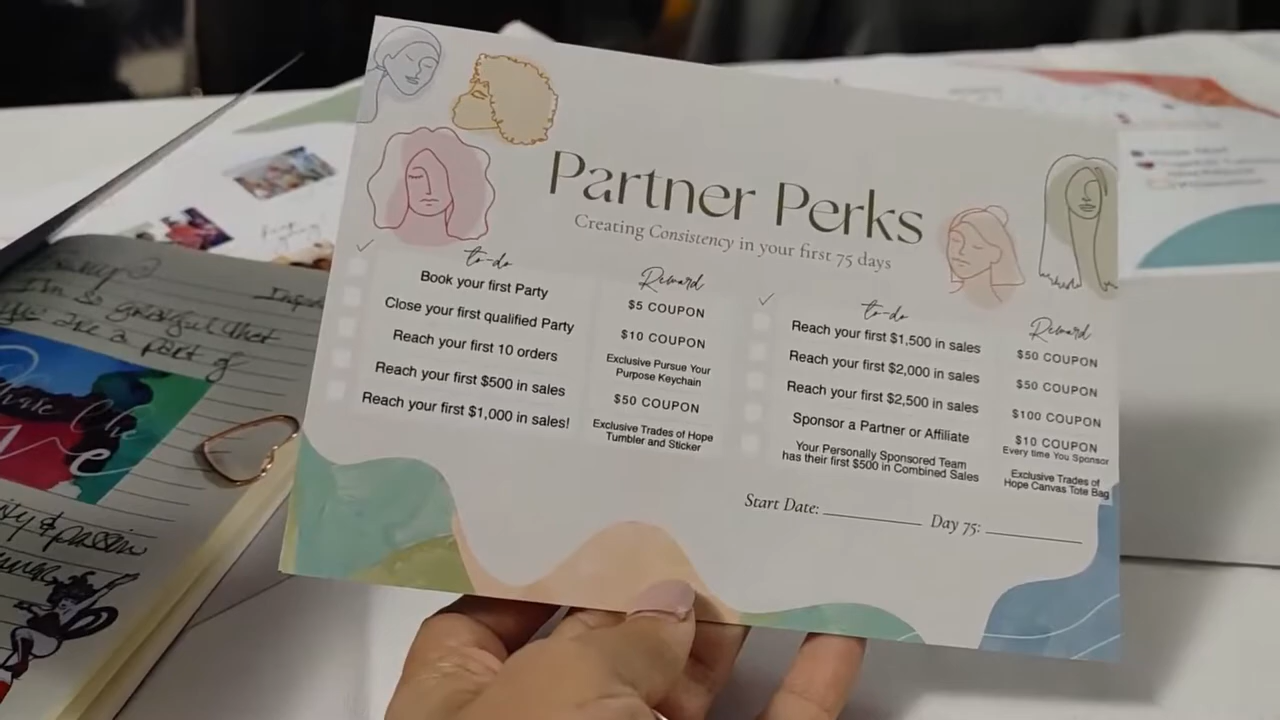 Partner Perks
Creating Consistency in your first 75 days
to-do
Reward
Book your first Party
$5 COUPON
Close your first qualified Party
$10 COUPON
Reach your first 10 orders
Exclusive Pursue Your
Purpose Keychain
Reach your first $500 in sales
$50 COUPON
Reach your first $1,000 in sales!
Exclusive Trades of Hope
Tumbler and Sticker
to-do
Reward
Reach your first $1,500 in sales
$50 COUPON
Reach your first $2,000 in sales
$50 COUPON
Reach your first $2,500 in sales
$100 COUPON
Sponsor a Partner or Affiliate
$10 COUPON
Every time You Sponsor
Your Personally Sponsored Team
has their first $500 in Combined Sales
Exclusive Trades of
Hope Canvas Tote Bag
Start Date: Day 75:
I'm so grateful that
are a part of
Share the